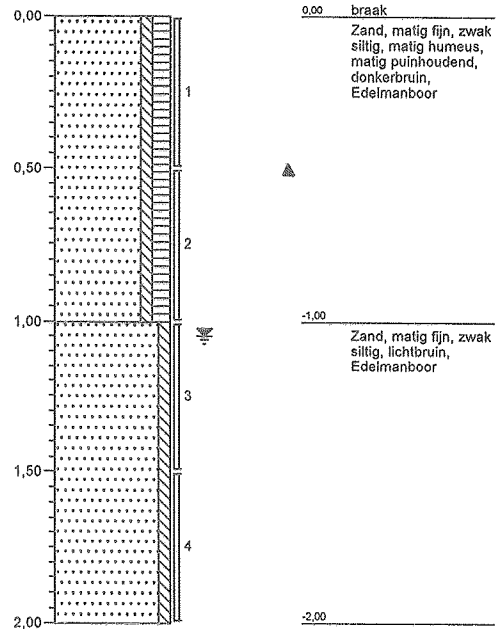 0,00
0,50
1,00
1,50
2,00
1
2
3
4
0,00 braak
Zand, matig fijn, zwak
siltig, matig humeus,
matig puinhoudend,
donkerbruin,
Edelmanboor
-1,00
Zand, matig fijn, zwak
siltig, lichtbruin,
Edelmanboor
-2,00